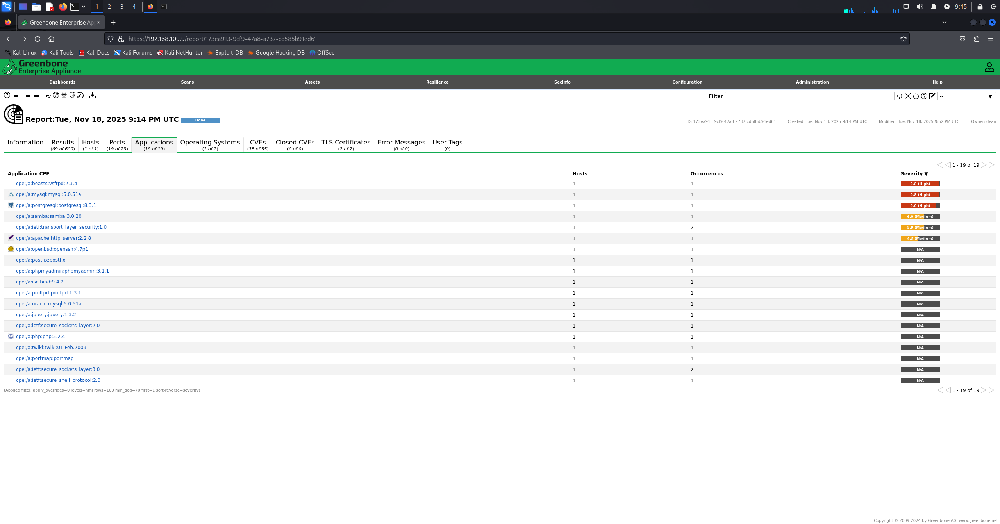 1 2 3 4 9:45
Greenbone Enterprise Ap
https://192.168.109.9/report/173ea913-9cf9-47a8-a737-cd585b91ed61
Kali Linux Kali Tools Kali Docs Kali Forums Kali NetHunter Exploit-DB Google Hacking DB OffSec
Greenbone
Enterprise Appliance
Dashboards Scans Assets Resilience SecInfo Configuration Administration Help
Filter --
Report:Tue, Nov 18, 2025 9:14 PM UTC Done ID: 173ea913-9cf9-47a8-a737-cd585b91ed61 Created: Tue, Nov 18, 2025 9:14 PM UTC Modified: Tue, Nov 18, 2025 9:52 PM UTC Owner: dean
Information Results Hosts Ports Applications Operating Systems CVEs Closed CVEs TLS Certificates Error Messages User Tags
(69 of 600) (1 of 1) (19 of 23) (19 of 19) (1 of 1) (35 of 35) (0 of 0) (2 of 2) (0 of 0) (0)
1 - 19 of 19
Application CPE Hosts Occurrences Severity ▼
cpe:/a:beasts:vsftpd:2.3.4 1 1 9.8 (High)
cpe:/a:mysql:mysql:5.0.51a 1 1 9.8 (High)
cpe:/a:postgresql:postgresql:8.3.1 1 1 9.0 (High)
cpe:/a:samba:samba:3.0.20 1 1 6.0 (Medium)
cpe:/a:ietf:transport_layer_security:1.0 1 2 5.9 (Medium)
cpe:/a:apache:http_server:2.2.8 1 1 4.3 (Medium)
cpe:/a:openbsd:openssh:4.7p1 1 1 N/A
cpe:/a:postfix:postfix 1 1 N/A
cpe:/a:phpmyadmin:phpmyadmin:3.1.1 1 1 N/A
cpe:/a:isc:bind:9.4.2 1 1 N/A
cpe:/a:proftpd:proftpd:1.3.1 1 1 N/A
cpe:/a:oracle:mysql:5.0.51a 1 1 N/A
cpe:/a:jquery:jquery:1.3.2 1 1 N/A
cpe:/a:ietf:secure_sockets_layer:2.0 1 1 N/A
php cpe:/a:php:php:5.2.4 1 1 N/A
cpe:/a:twiki:twiki:01.Feb.2003 1 1 N/A
cpe:/a:portmap:portmap 1 1 N/A
cpe:/a:ietf:secure_sockets_layer:3.0 1 2 N/A
cpe:/a:ietf:secure_shell_protocol:2.0 1 1 N/A
(Applied filter: apply_overrides=0 levels=hml rows=100 min_qod=70 first=1 sort-reverse=severity) 1 - 19 of 19
Copyright © 2009-2024 by Greenbone AG, www.greenbone.net